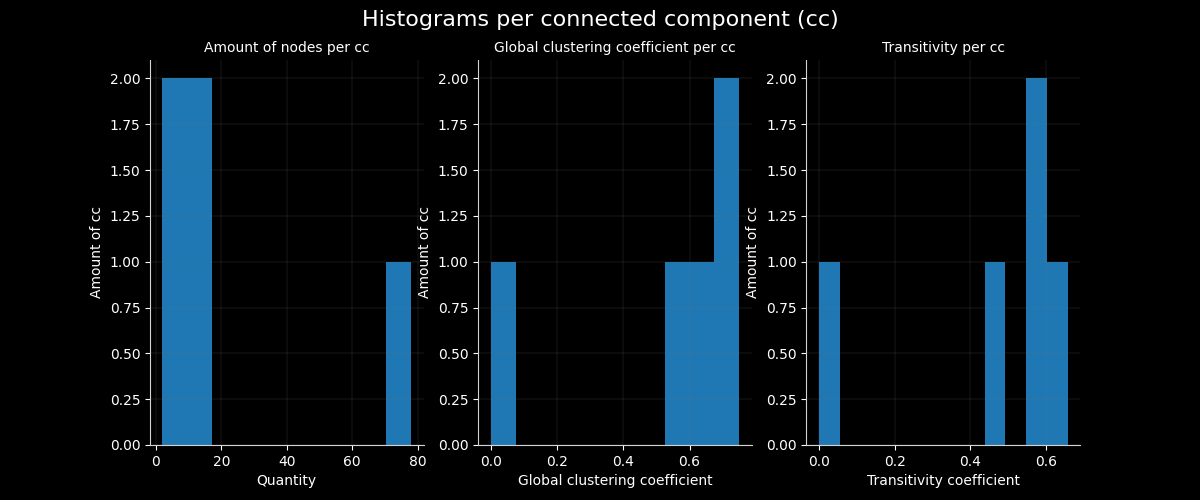 Histograms per connected component (cc)
Amount of nodes per cc
2.00
1.75
1.50
1.25
1.00
0.75
0.50
0.25
0.00
Amount of cc
0 20 40 60 80
Quantity
Global clustering coefficient per cc
2.00
1.75
1.50
1.25
1.00
0.75
0.50
0.25
0.00
Amount of cc
0.0 0.2 0.4 0.6
Global clustering coefficient
Transitivity per cc
2.00
1.75
1.50
1.25
1.00
0.75
0.50
0.25
0.00
Amount of cc
0.0 0.2 0.4 0.6
Transitivity coefficient